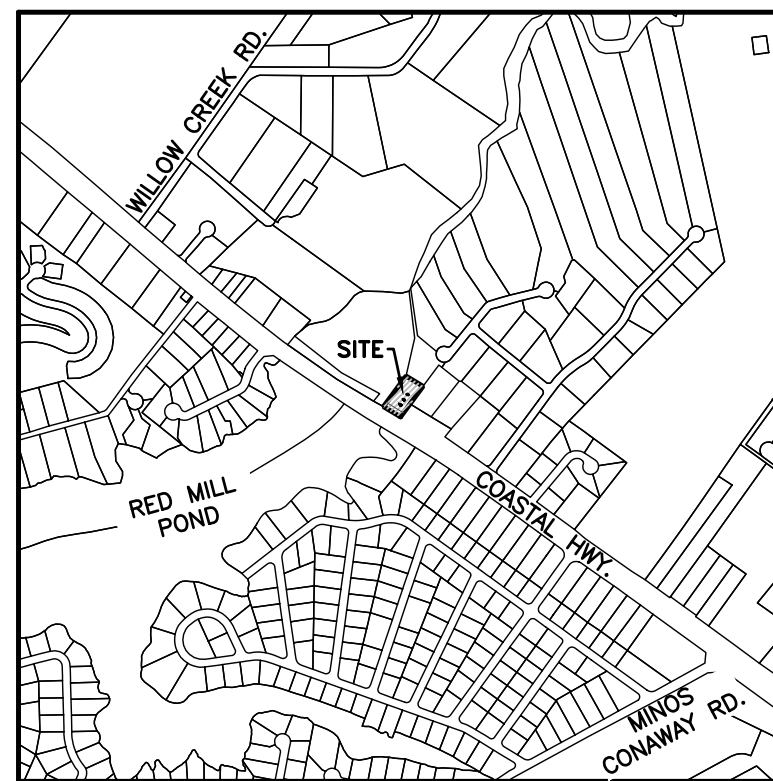 WILLOW CREEK RD.
SITE
RED MILL
POND
COASTAL HWY.
MINOS
CONAWAY RD.